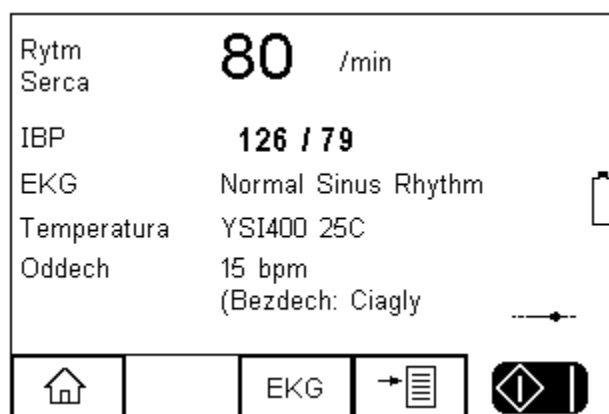 Rytm
Serca
80 /min
IBP 126 / 79
EKG Normal Sinus Rhythm
Temperatura YSI400 25C
Oddech 15 bpm
(Bezdech: Ciagly
EKG